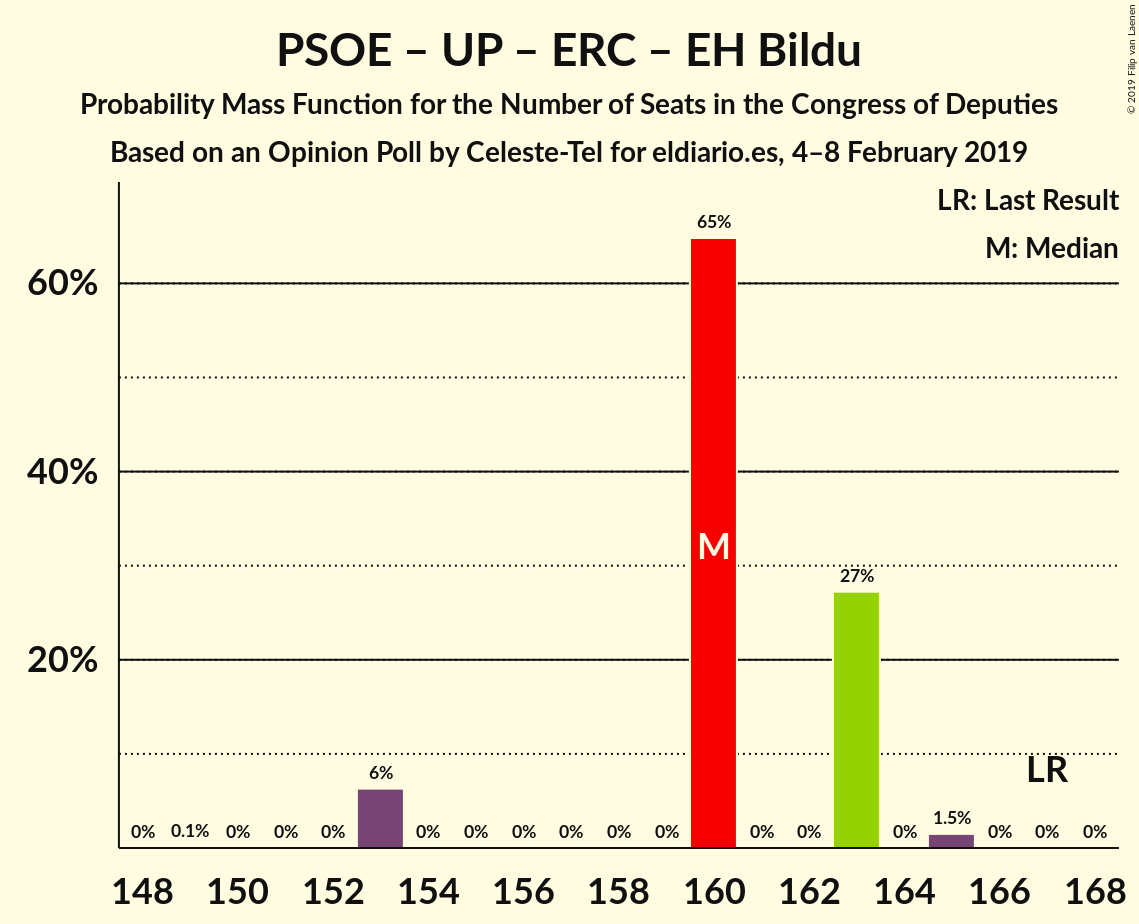 PSOE – UP – ERC – EH Bildu
Probability Mass Function for the Number of Seats in the Congress of Deputies
Based on an Opinion Poll by Celeste-Tel for eldiario.es, 4–8 February 2019
© 2019 Filip van Laenen
LR: Last Result
M: Median
60%
40%
20%
0% 0.1% 0% 0% 0% 6% 0% 0% 0% 0% 0% 0% 65% 0% 0% 27% 0% 1.5% 0% 0% 0%
M
LR
148 150 152 154 156 158 160 162 164 166 168